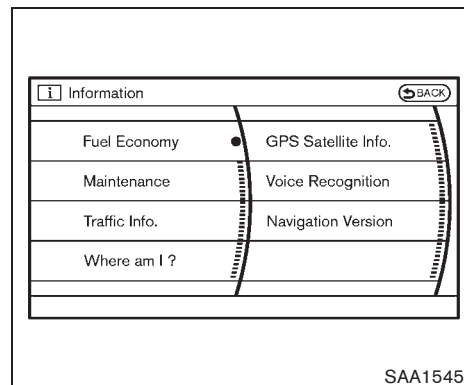 i Information
BACK
Fuel Economy
GPS Satellite Info.
Maintenance
Voice Recognition
Traffic Info.
Navigation Version
Where am I ?
SAA1545